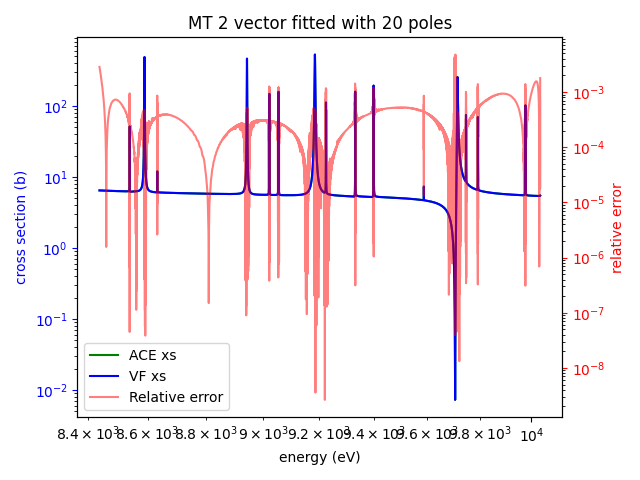 MT 2 vector fitted with 20 poles
10²
10¹
10⁰
10⁻¹
10⁻²
cross section (b)
10⁻³
10⁻⁴
10⁻⁵
10⁻⁶
10⁻⁷
10⁻⁸
relative error
ACE xs
VF xs
Relative error
8.4 × 10³ 8.6 × 10³ 8.8 × 10³ 9 × 10³ 9.2 × 10³ 9.4 × 10³ 9.6 × 10³ 9.8 × 10³ 10⁴
energy (eV)